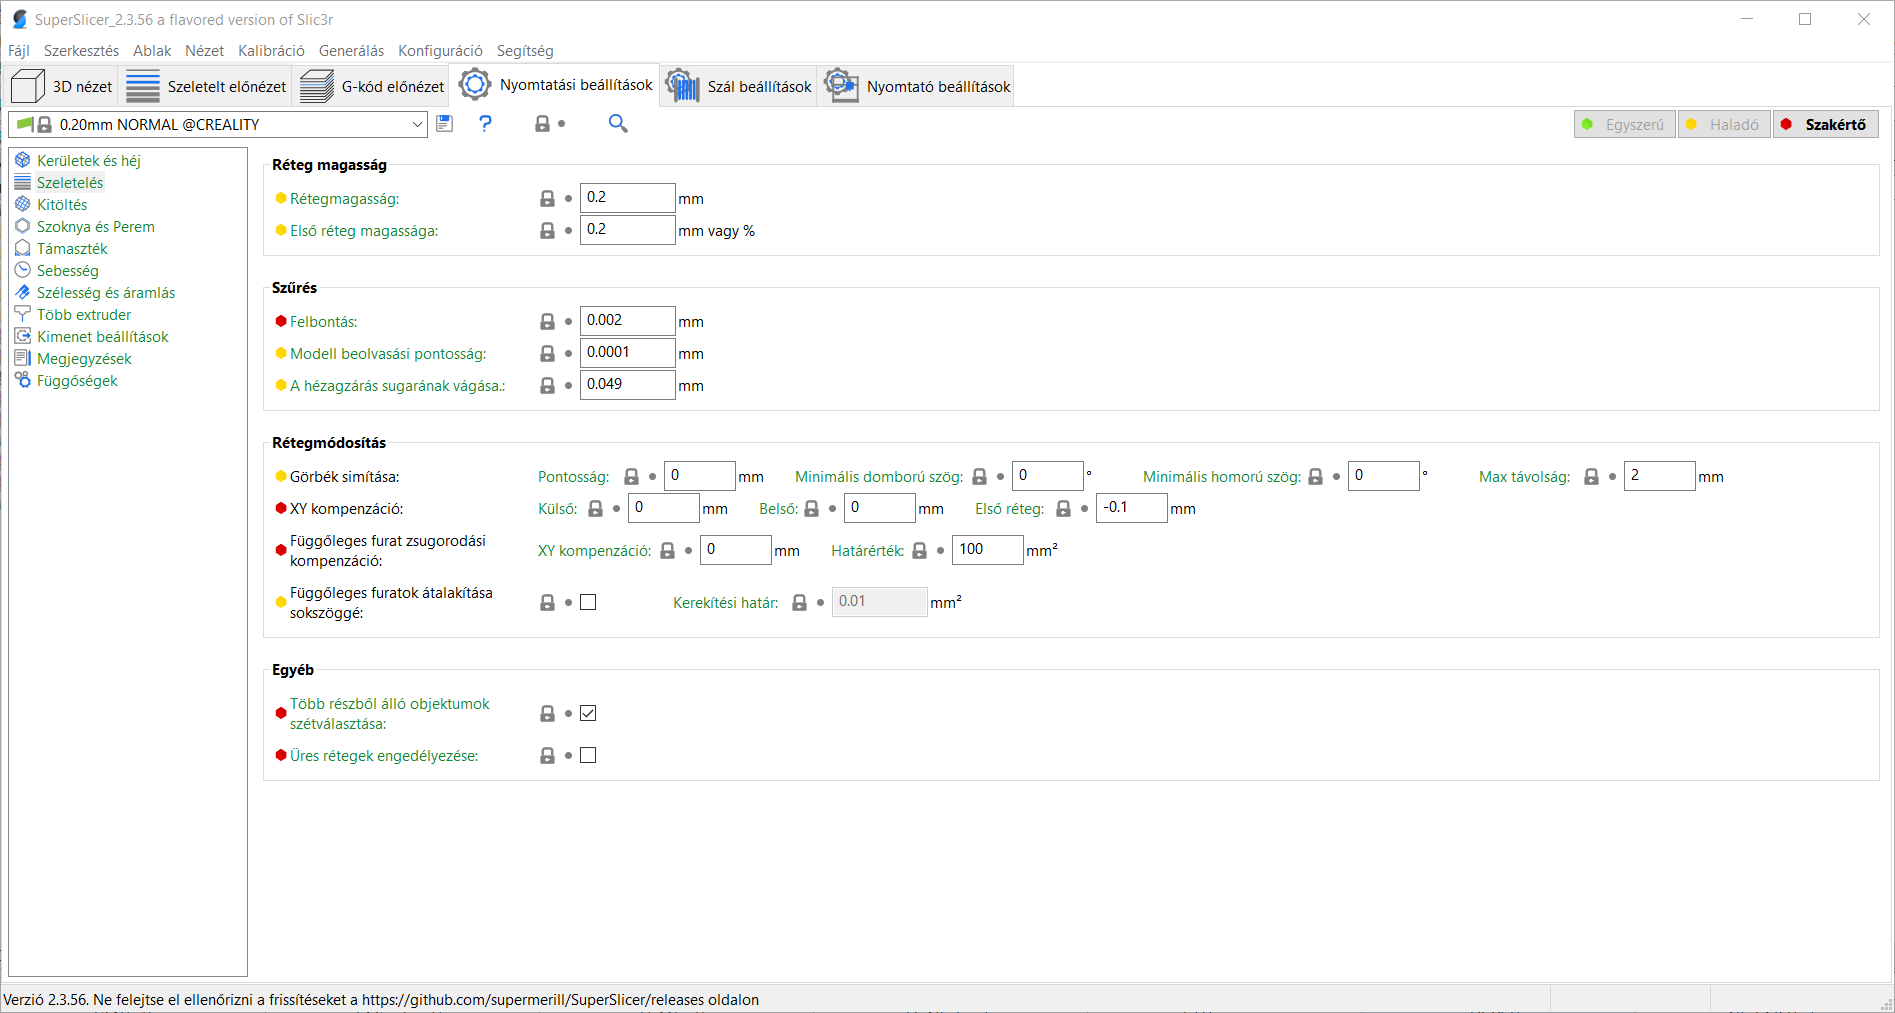 SuperSlicer_2.3.56 a flavored version of Slic3r
Fájl Szerkesztés Ablak Nézet Kalibráció Generálás Konfiguráció Segítség
3D nézet Szeletelt előnézet G-kód előnézet Nyomtatási beállítások Szál beállítások Nyomtató beállítások
0.20mm NORMAL @CREALITY ? Egyszerű Haladó Szakértő
Kerületek és héj
Szeletelés
Kitöltés
Szoknya és Perem
Támaszték
Sebesség
Szélesség és áramlás
Több extruder
Kimenet beállítások
Megjegyzések
Függőségek
Réteg magasság
Rétegmagasság: 0.2 mm
Első réteg magassága: 0.2 mm vagy %
Szűrés
Felbontás: 0.002 mm
Modell beolvasási pontosság: 0.0001 mm
A hézagzárás sugarának vágása.: 0.049 mm
Rétegmódosítás
Görbék simítása: Pontosság: 0 mm Minimális domború szög: 0 ° Minimális homorú szög: 0 ° Max távolság: 2 mm
XY kompenzáció: Külső: 0 mm Belső: 0 mm Első réteg: -0.1 mm
Függőleges furat zsugorodási
kompenzáció: XY kompenzáció: 0 mm Határérték: 100 mm²
Függőleges furatok átalakítása
sokszöggé: Kerekítési határ: 0.01 mm²
Egyéb
Több részből álló objektumok
szétválasztása:
Üres rétegek engedélyezése:
Verzió 2.3.56. Ne felejtse el ellenőrizni a frissítéseket a https://github.com/supermerill/SuperSlicer/releases oldalon